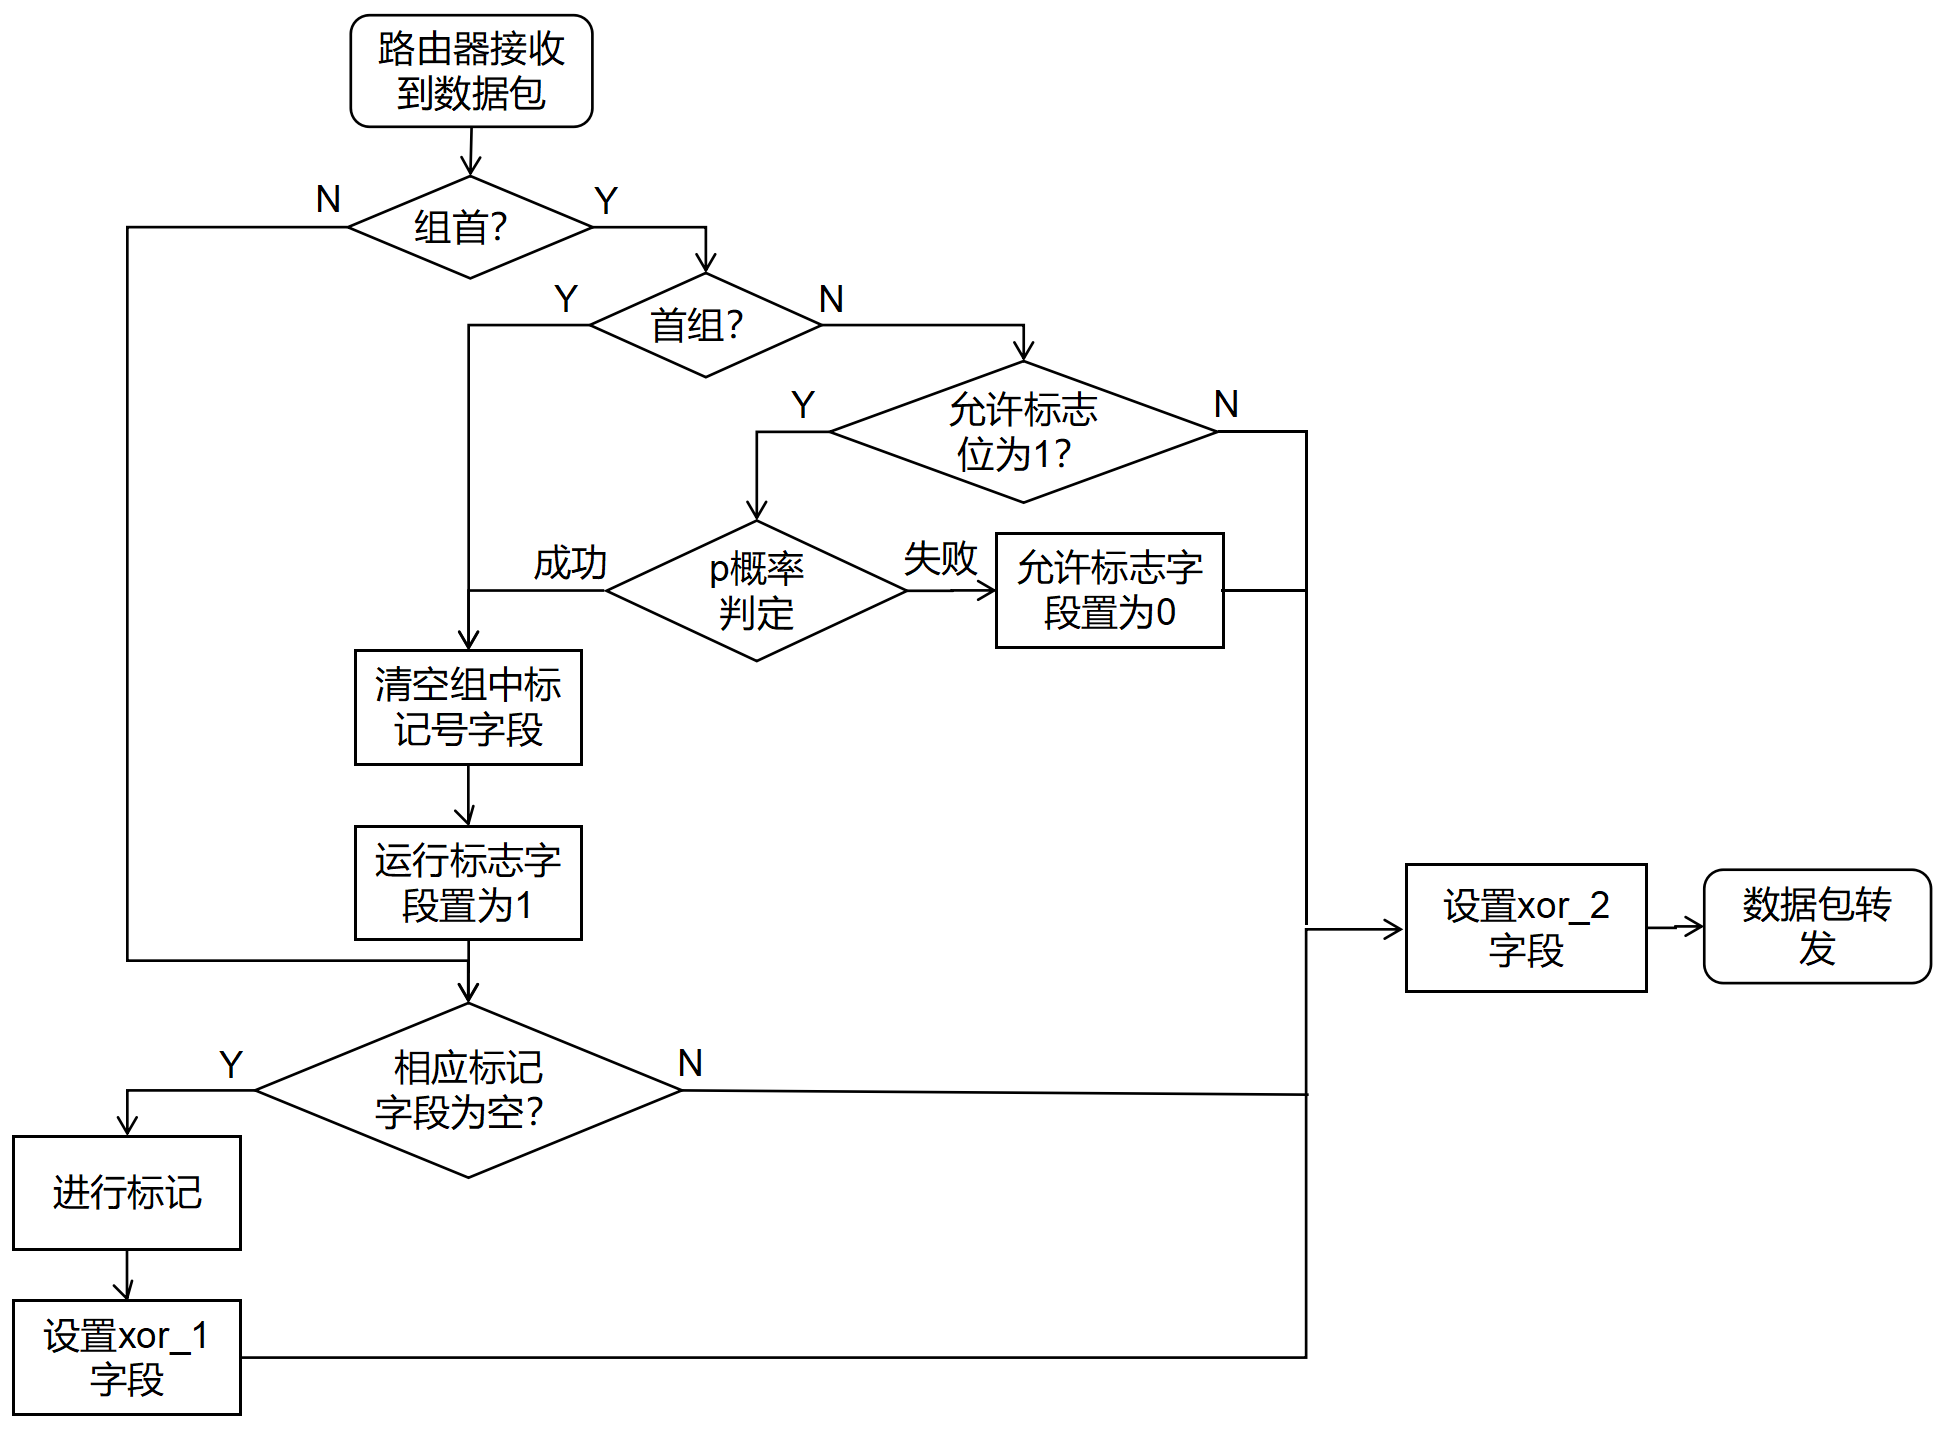 路由器接收
到数据包
N
Y
组首?
Y
首组?
N
Y
允许标志
位为1?
N
成功
p概率
判定
失败
允许标志字
段置为0
清空组中标
记号字段
运行标志字
段置为1
设置xor_2
字段
数据包转
发
Y
相应标记
字段为空?
N
进行标记
设置xor_1
字段